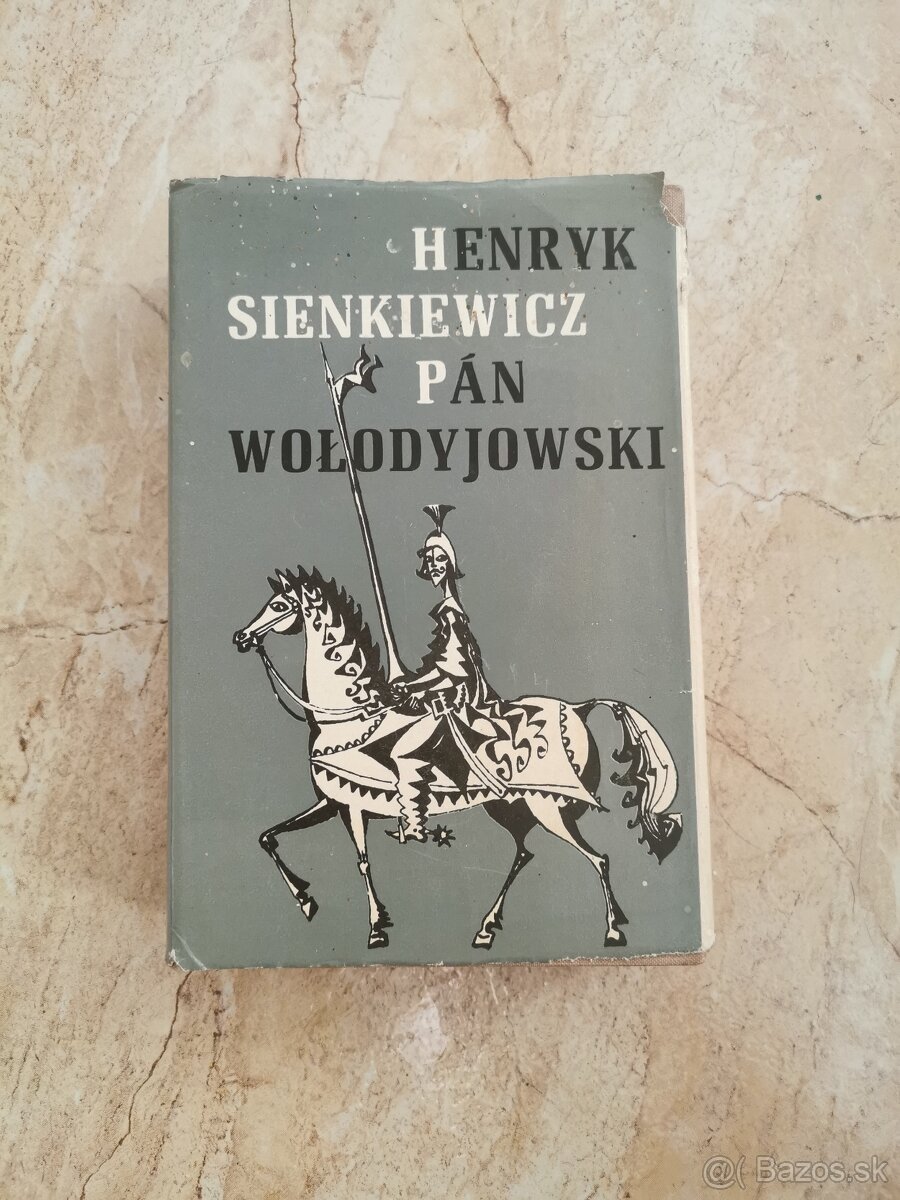 HENRYK
SIENKIEWICZ
PÁN
WOŁODYJOWSKI
@( Bazos.sk